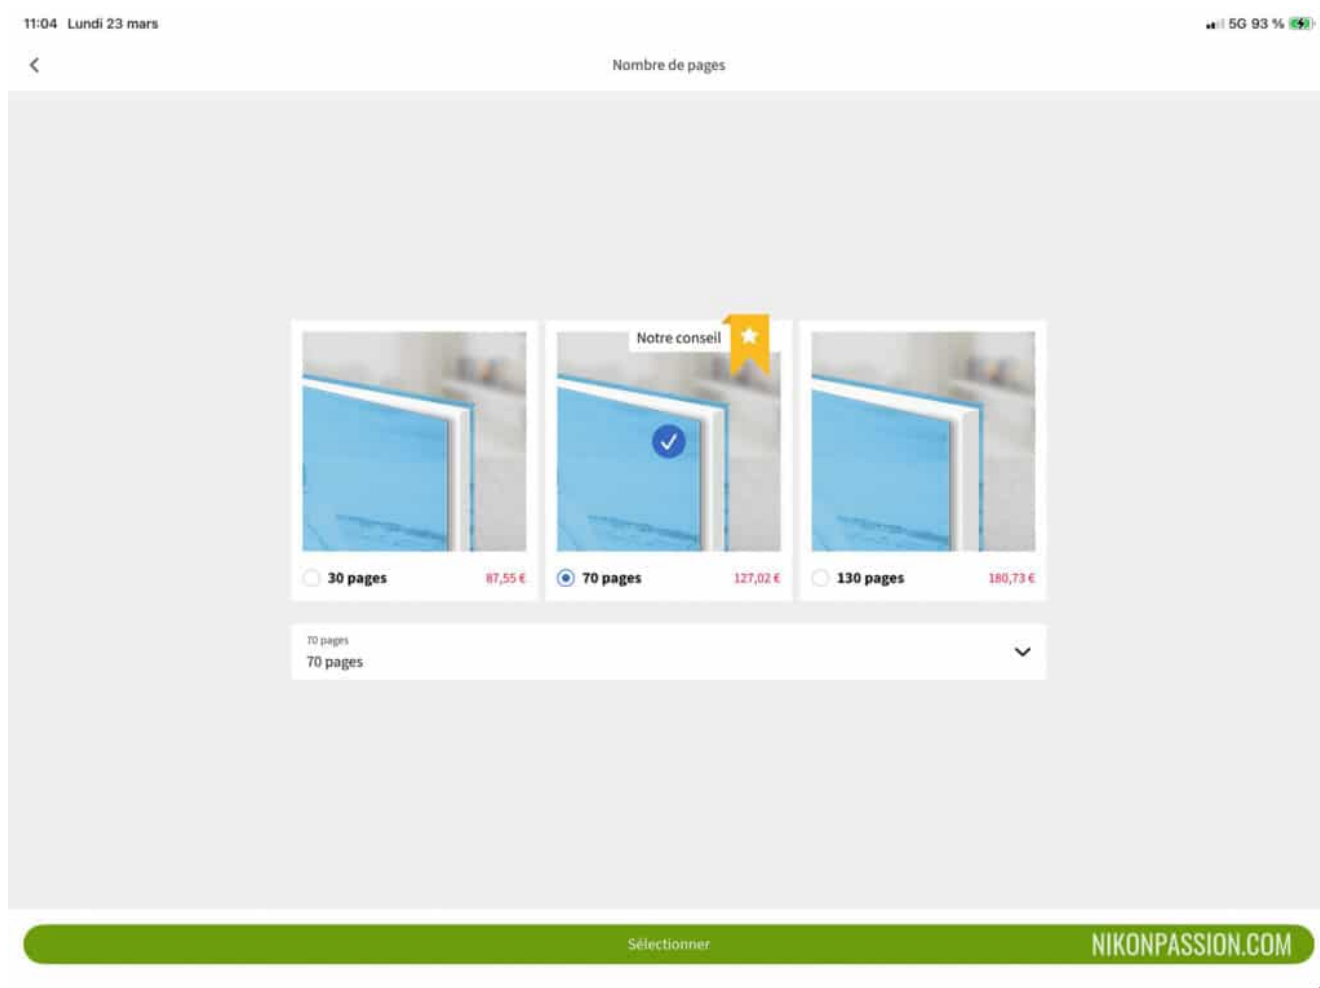 11:04 Lundi 23 mars
5G 93 %
Nombre de pages
Notre conseil
30 pages 87,55 €
70 pages 127,02 €
130 pages 180,73 €
70 pages
70 pages
Sélectionner
NIKONPASSION.COM